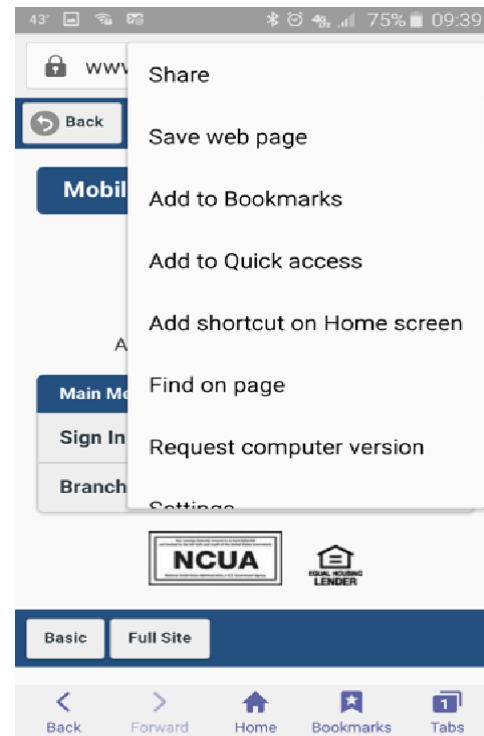 43° 75% 09:39
www
Share
Back
Save web page
Mobil
Add to Bookmarks
Add to Quick access
Add shortcut on Home screen
A
Find on page
Main Me
Sign In
Request computer version
Branch
Settings
NCUA
EQUAL HOUSING
LENDER
Basic Full Site
Back Forward Home Bookmarks 1 Tabs